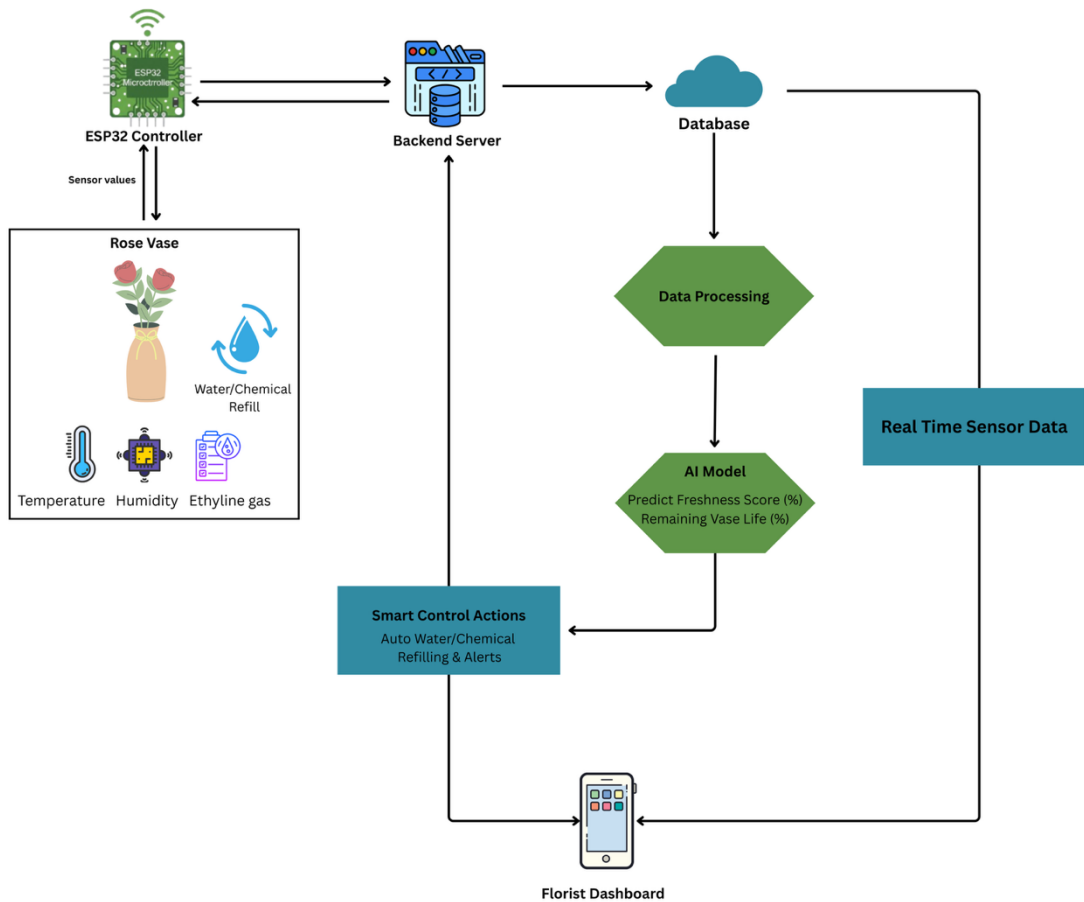 ESP32
Microctrroller
ESP32 Controller
</>
Backend Server
Database
Sensor values
Rose Vase
Water/Chemical
Refill
Temperature
Humidity
Ethyline gas
Data Processing
Real Time Sensor Data
AI Model
Predict Freshness Score (%)
Remaining Vase Life (%)
Smart Control Actions
Auto Water/Chemical
Refilling & Alerts
Florist Dashboard